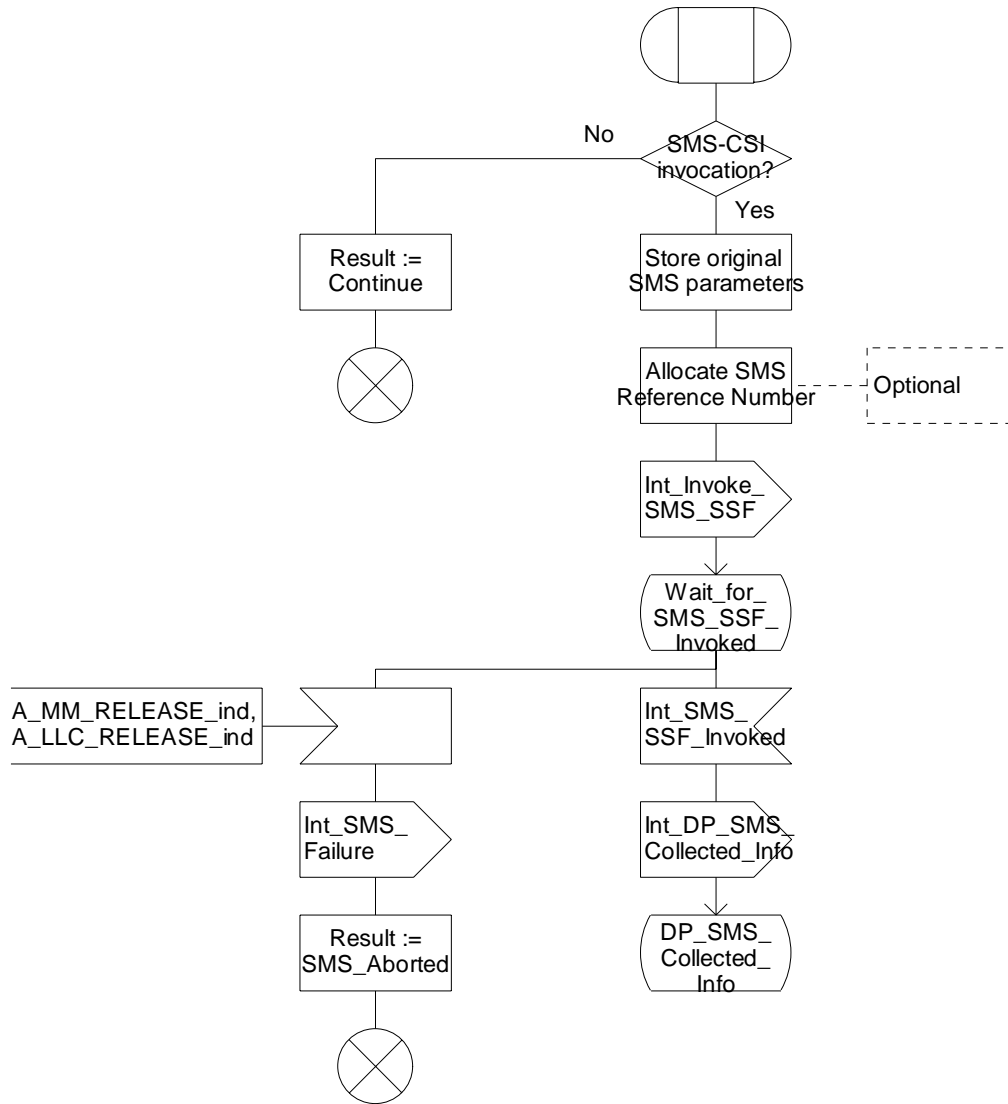 No
SMS-CSI
invocation?
Yes
Result :=
Continue
Store original
SMS parameters
Allocate SMS
Reference Number
Optional
Int_Invoke_
SMS_SSF
Wait_for_
SMS_SSF_
Invoked
A_MM_RELEASE_ind,
A_LLC_RELEASE_ind
Int_SMS_
SSF_Invoked
Int_SMS_
Failure
Int_DP_SMS_
Collected_Info
Result :=
SMS_Aborted
DP_SMS_
Collected_
Info